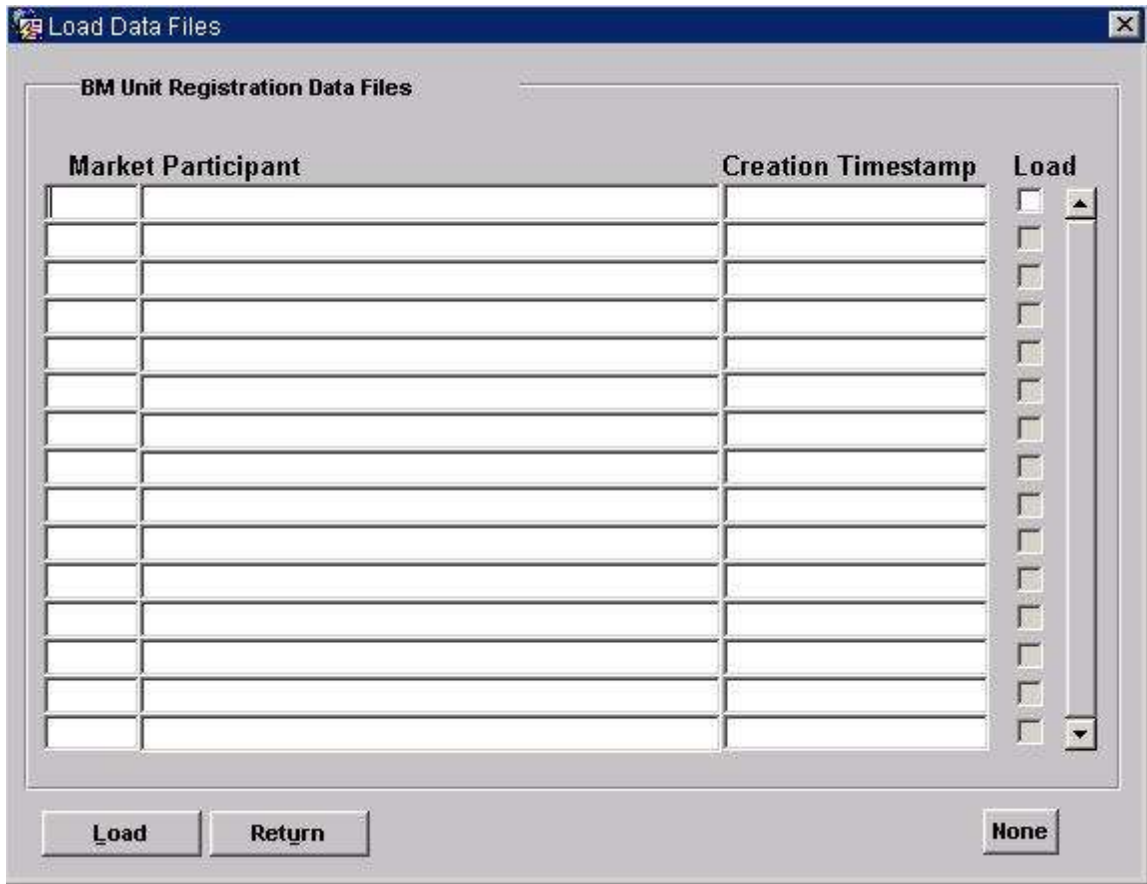 Load Data Files
BM Unit Registration Data Files
Market Participant Creation Timestamp Load
Load Return None